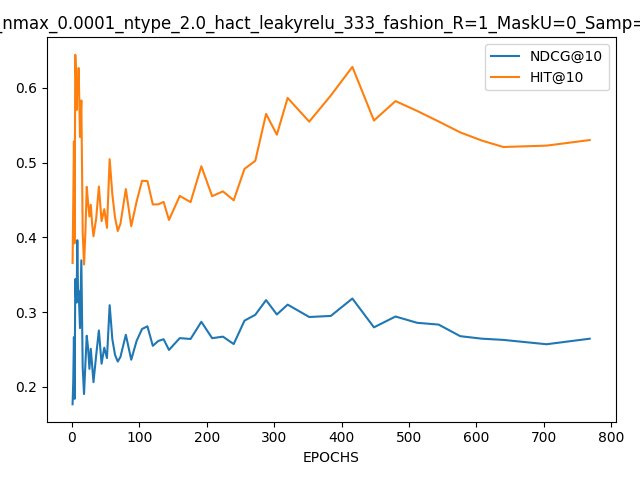 _nmax_0.0001_ntype_2.0_hact_leakyrelu_333_fashion_R=1_MaskU=0_Samp=
NDCG@10
HIT@10
0.6
0.5
0.4
0.3
0.2
0 100 200 300 400 500 600 700 800
EPOCHS